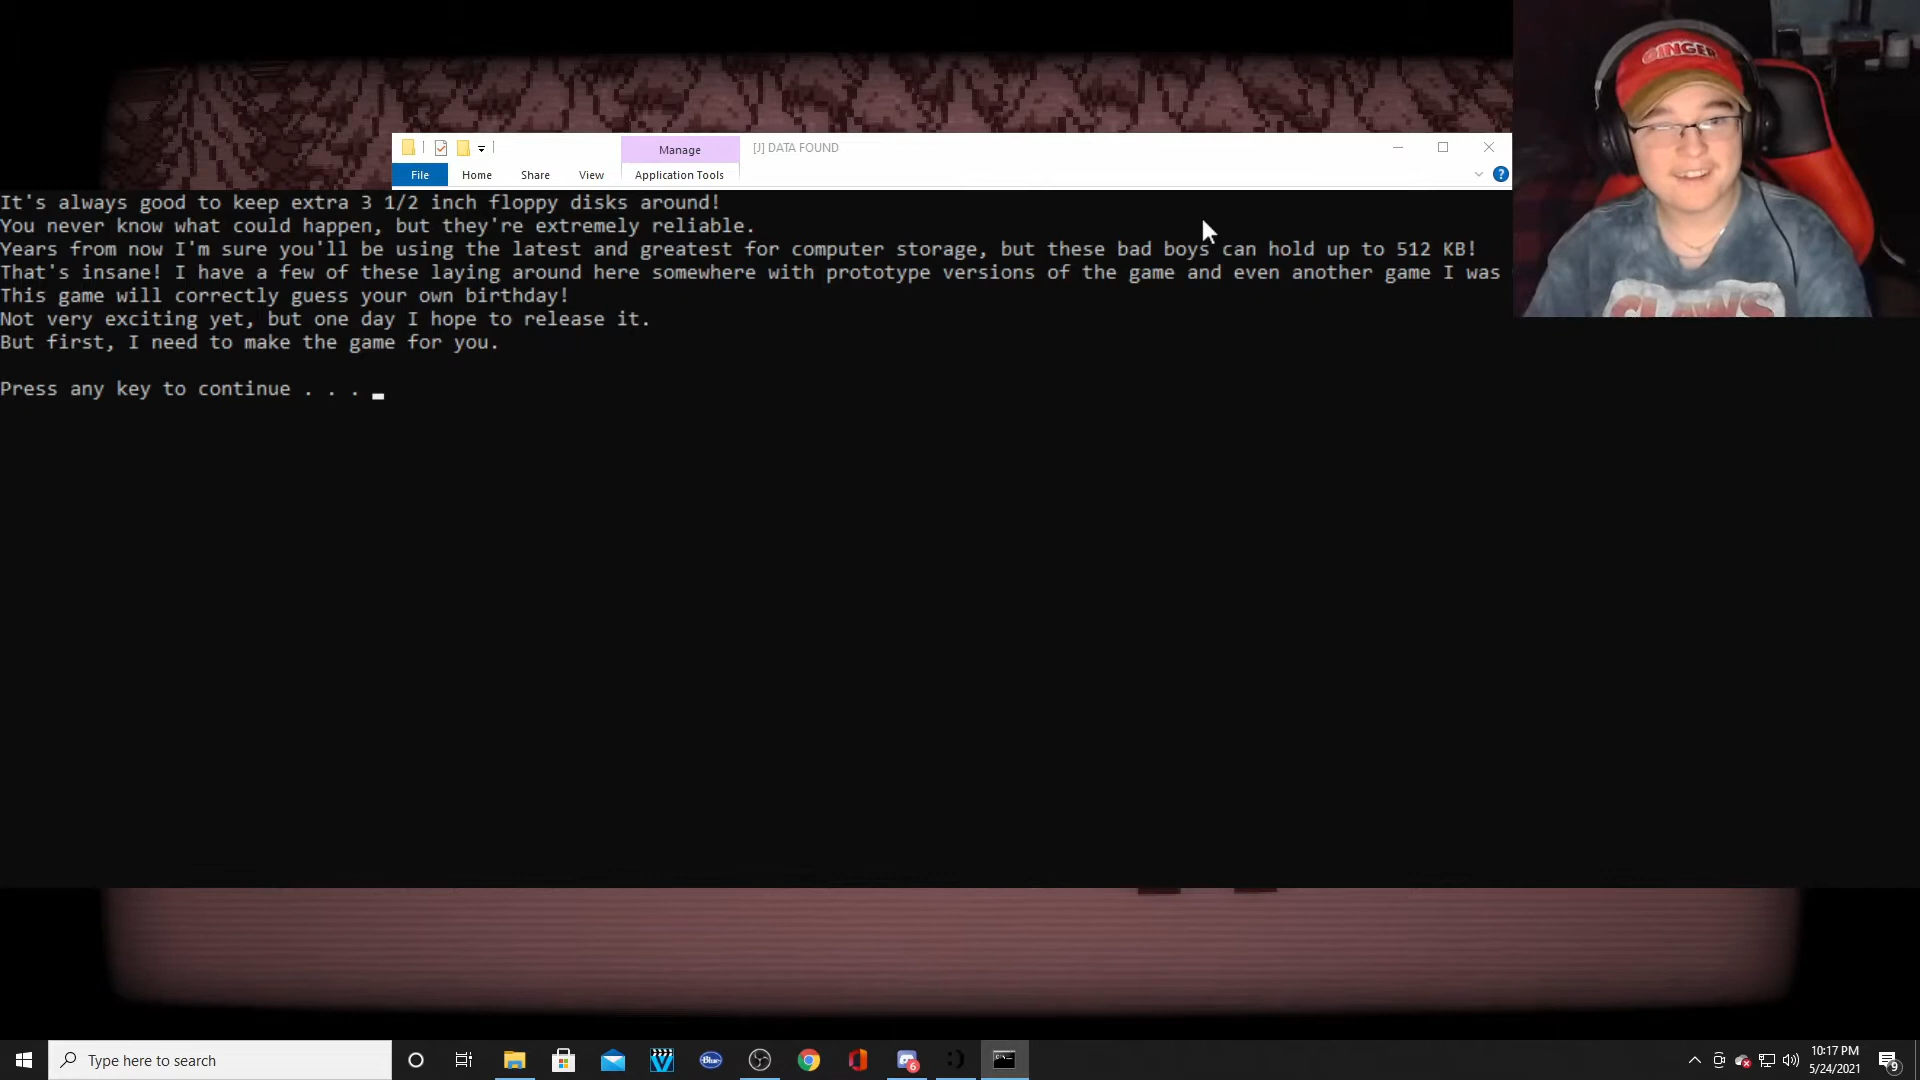 GINGER
Manage
[J] DATA FOUND
File
Home
Share
View
Application Tools
It's always good to keep extra 3 1/2 inch floppy disks around!
You never know what could happen, but they're extremely reliable.
Years from now I'm sure you'll be using the latest and greatest for computer storage, but these bad boys can hold up to 512 KB!
That's insane! I have a few of these laying around here somewhere with prototype versions of the game and even another game I was
This game will correctly guess your own birthday!
Not very exciting yet, but one day I hope to release it.
But first, I need to make the game for you.
Press any key to continue . . .
CLAWS
Type here to search
Blue
6
:)
10:17 PM
5/24/2021
9